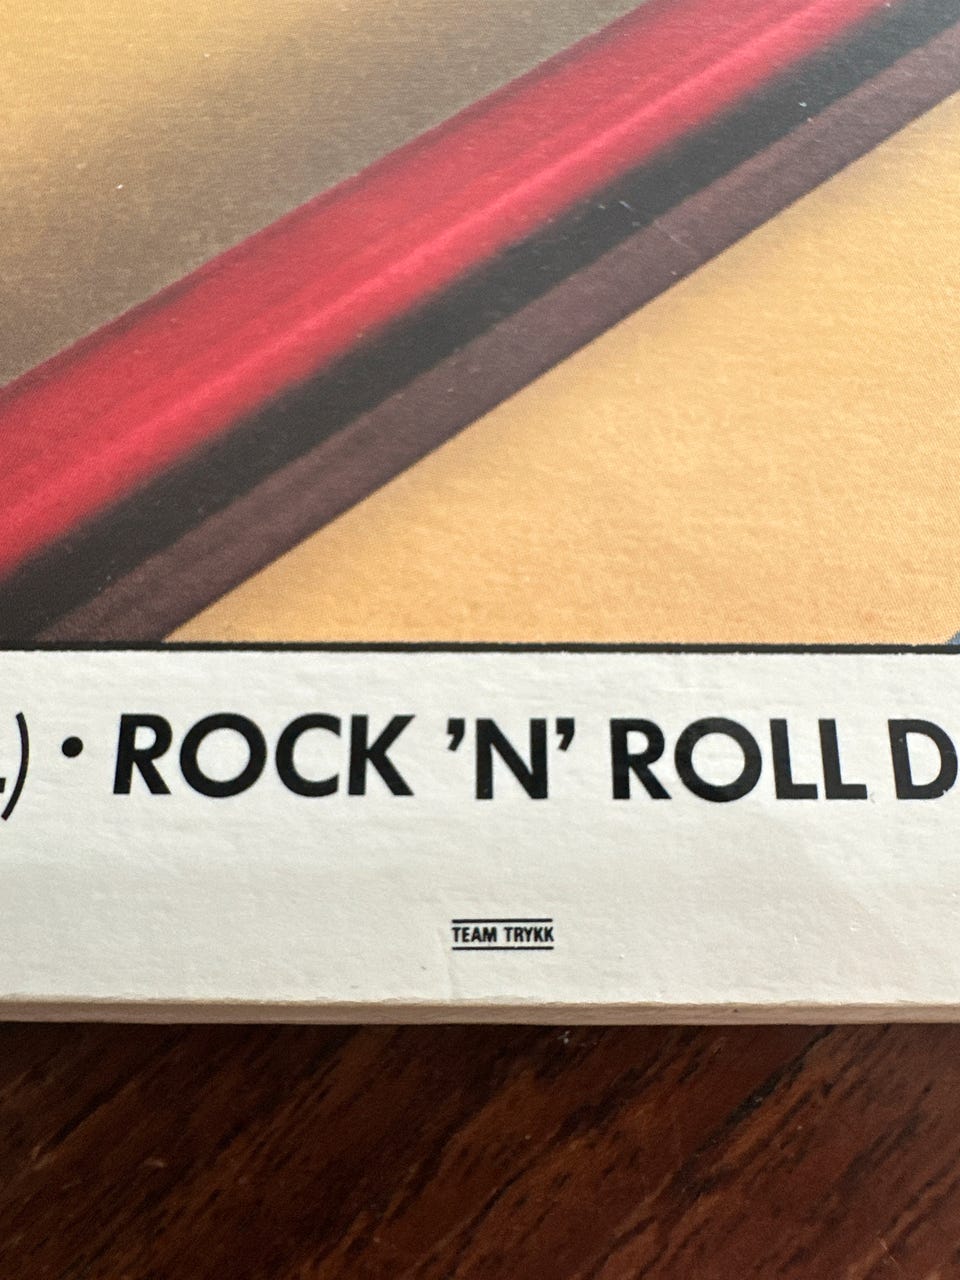 ) • ROCK 'N' ROLL D
TEAM TRYKK